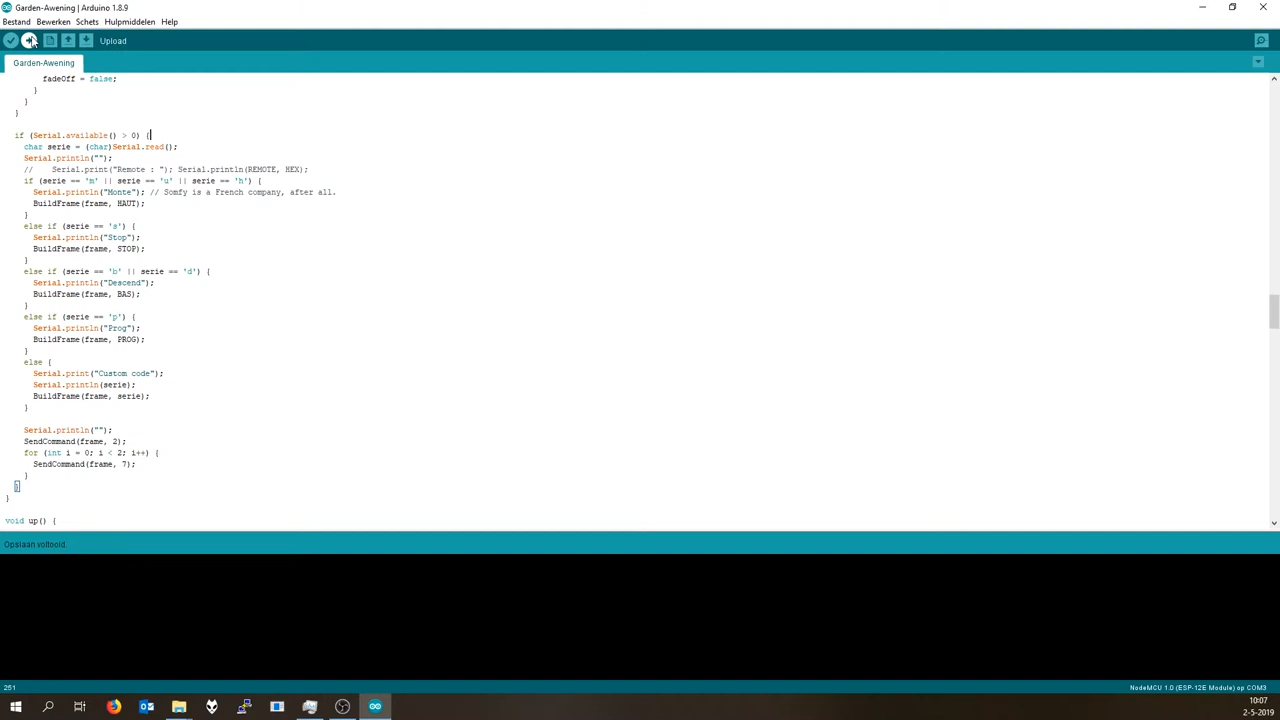 Garden-Awening | Arduino 1.8.9
Bestand Bewerken Schets Hulpmiddelen Help
Upload
Garden-Awening
fadeOff = false;
}
}
}
if (Serial.available() > 0) {
char serie = (char)Serial.read();
Serial.println("");
//    Serial.print("Remote : "); Serial.println(REMOTE, HEX);
if (serie == 'm' || serie == 'u' || serie == 'h') {
Serial.println("Monte"); // Somfy is a French company, after all.
BuildFrame(frame, HAUT);
}
else if (serie == 's') {
Serial.println("Stop");
BuildFrame(frame, STOP);
}
else if (serie == 'b' || serie == 'd') {
Serial.println("Descend");
BuildFrame(frame, BAS);
}
else if (serie == 'p') {
Serial.println("Prog");
BuildFrame(frame, PROG);
}
else {
Serial.print("Custom code");
Serial.println(serie);
BuildFrame(frame, serie);
}
Serial.println("");
SendCommand(frame, 2);
for (int i = 0; i < 2; i++) {
SendCommand(frame, 7);
}
}
}
void up() {
Opslaan voltooid.
251
NodeMCU 1.0 (ESP-12E Module) op COM3
10:07
2-5-2019